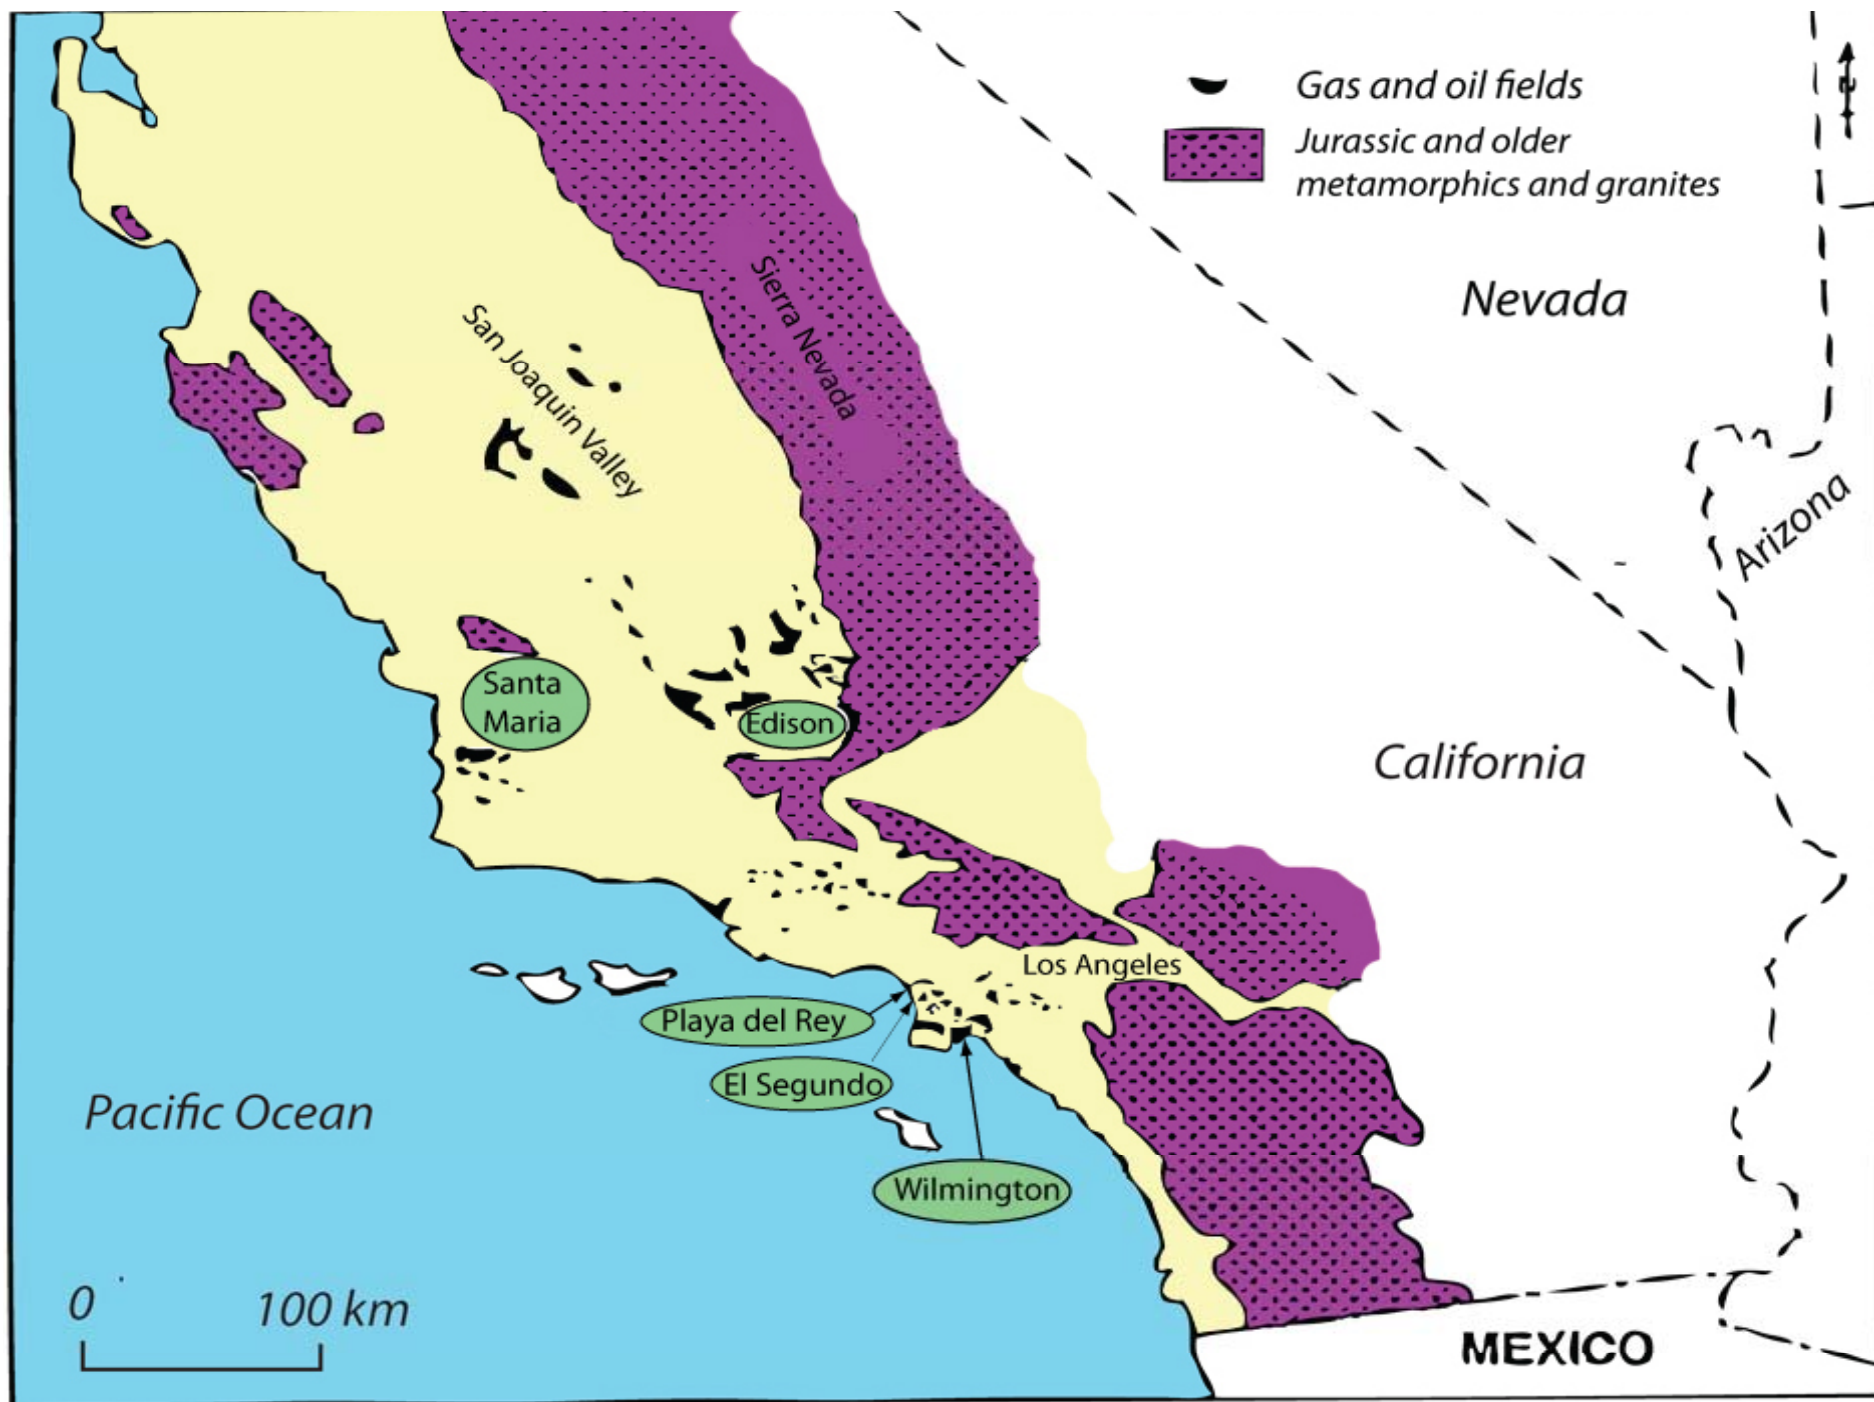 Gas and oil fields
Jurassic and older
metamorphics and granites
Nevada
Sierra Nevada
San Joaquin Valley
Arizona
Santa
Maria
Edison
California
Los Angeles
Playa del Rey
El Segundo
Pacific Ocean
Wilmington
0 100 km
MEXICO